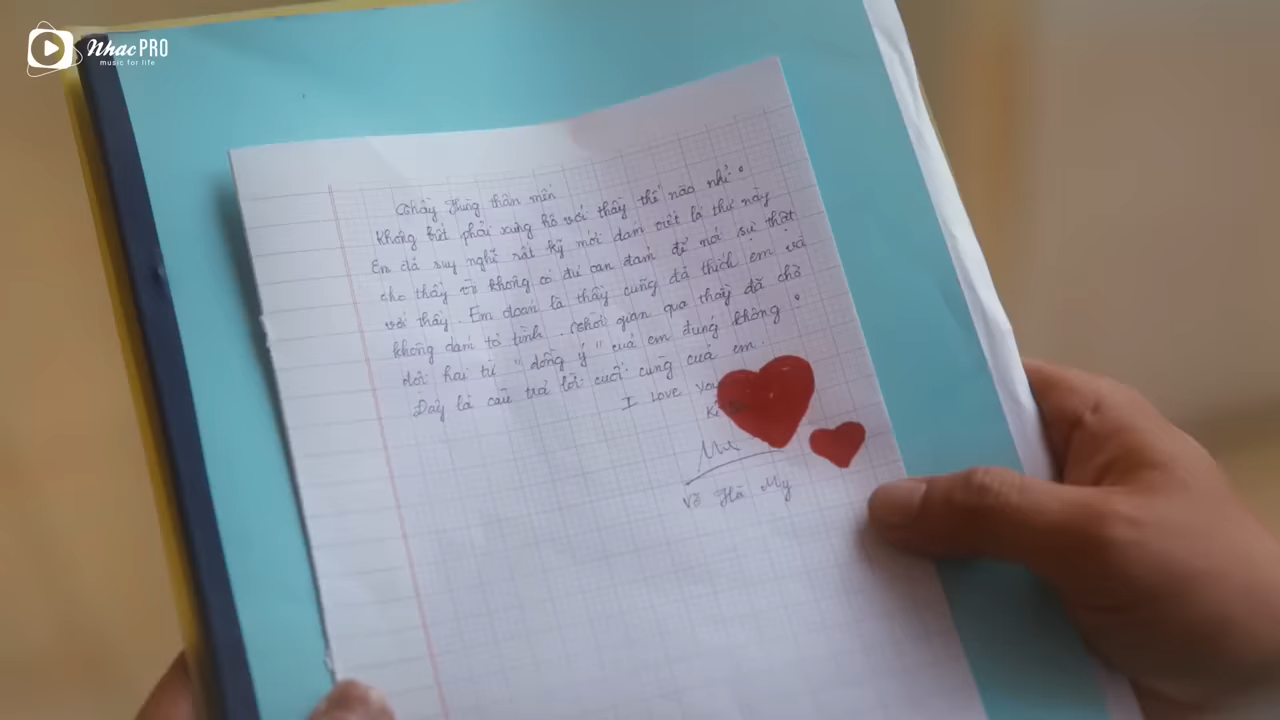 NhạcPRO
music for life
Thầy Hùng thân mến
Không biết phải xưng hô với thầy thế nào nhỉ?
Em đã suy nghĩ rất kỹ mới dám viết lá thư này
cho thầy vì không có đủ can đảm để nói sự thật
với thầy. Em đoán là thầy cũng đã thích em và
không dám tỏ tình. Thời gian qua thầy đã chờ
đợi hai từ "đồng ý" của em đúng không?
Đây là câu trả lời cuối cùng của em.
I love you
Võ Hà My